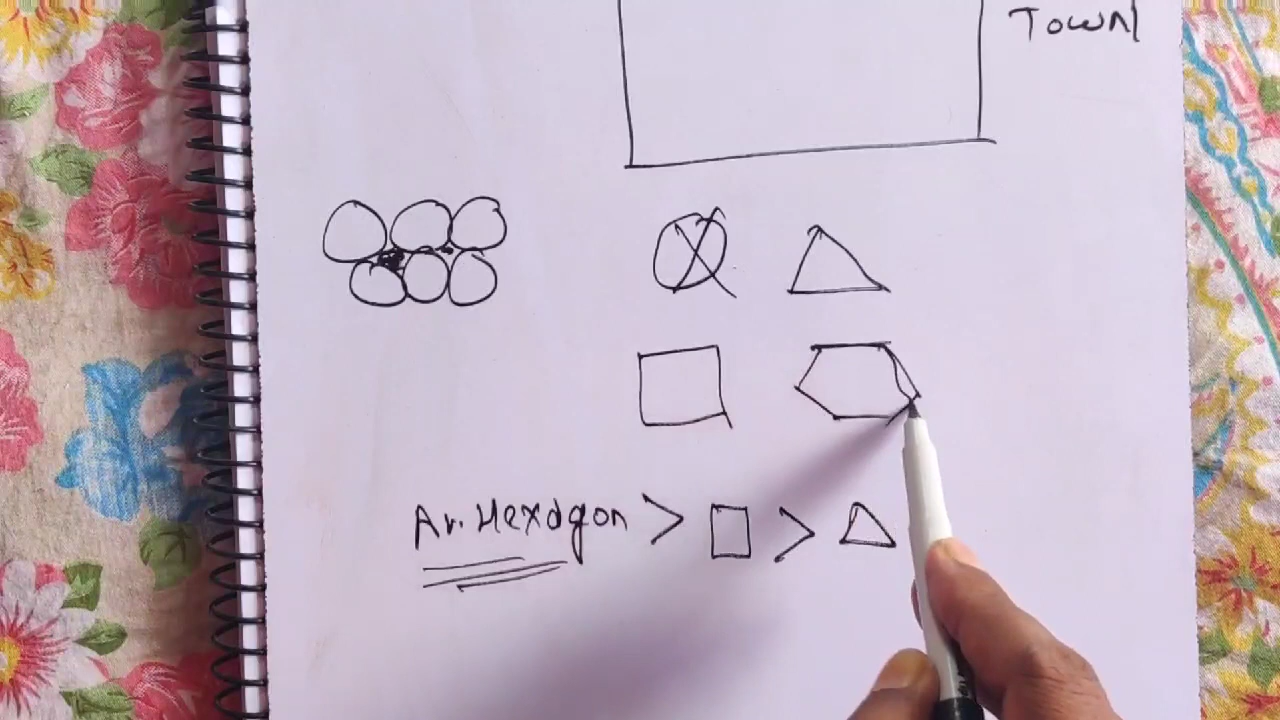 Town
Ar. Hexagon > □ > △